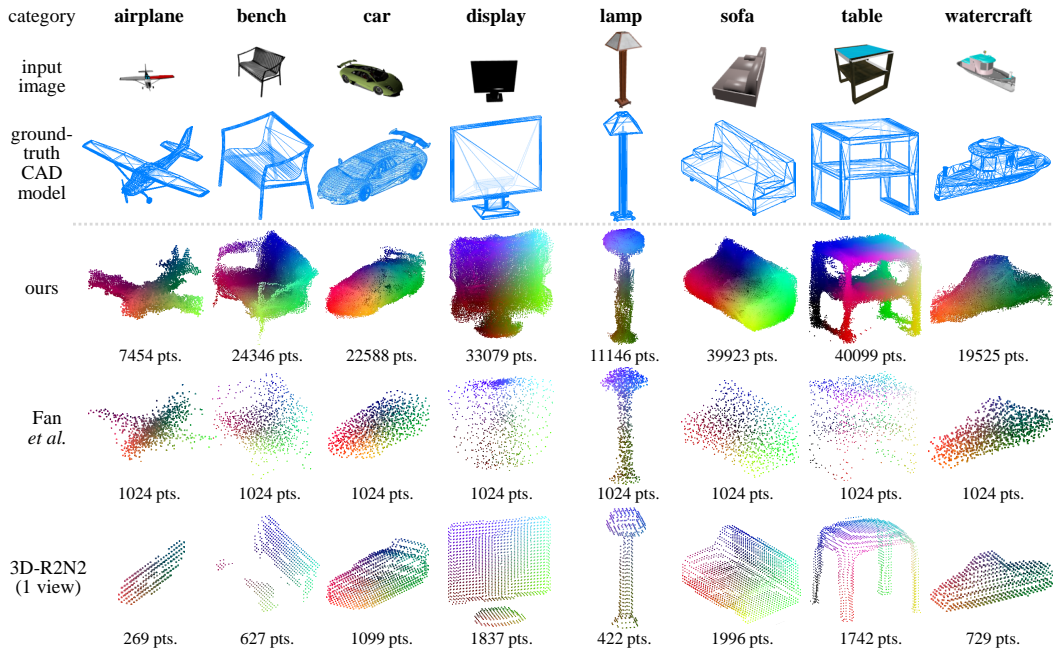 category airplane bench car display lamp sofa table watercraft
input
image
ground-
truth
CAD
model
ours
7454 pts. 24346 pts. 22588 pts. 33079 pts. 11146 pts. 39923 pts. 40099 pts. 19525 pts.
Fan
et al.
1024 pts. 1024 pts. 1024 pts. 1024 pts. 1024 pts. 1024 pts. 1024 pts. 1024 pts.
3D-R2N2
(1 view)
269 pts. 627 pts. 1099 pts. 1837 pts. 422 pts. 1996 pts. 1742 pts. 729 pts.